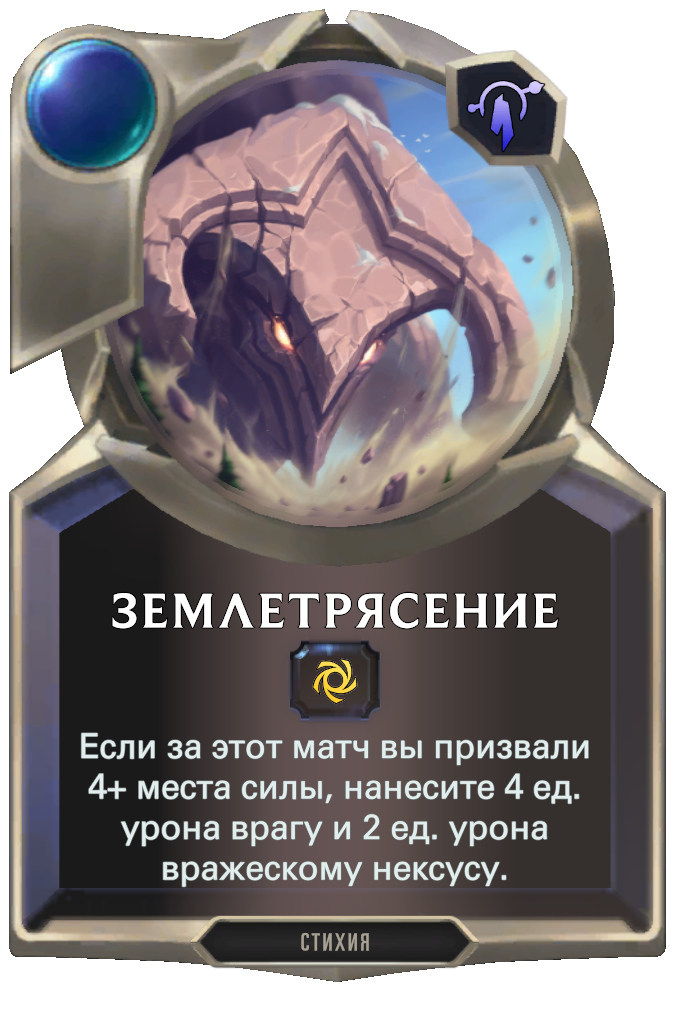 ЗЕМЛЕТРЯСЕНИЕ
Если за этот матч вы призвали
4+ места силы, нанесите 4 ед.
урона врагу и 2 ед. урона
вражескому нексусу.
СТИХИЯ